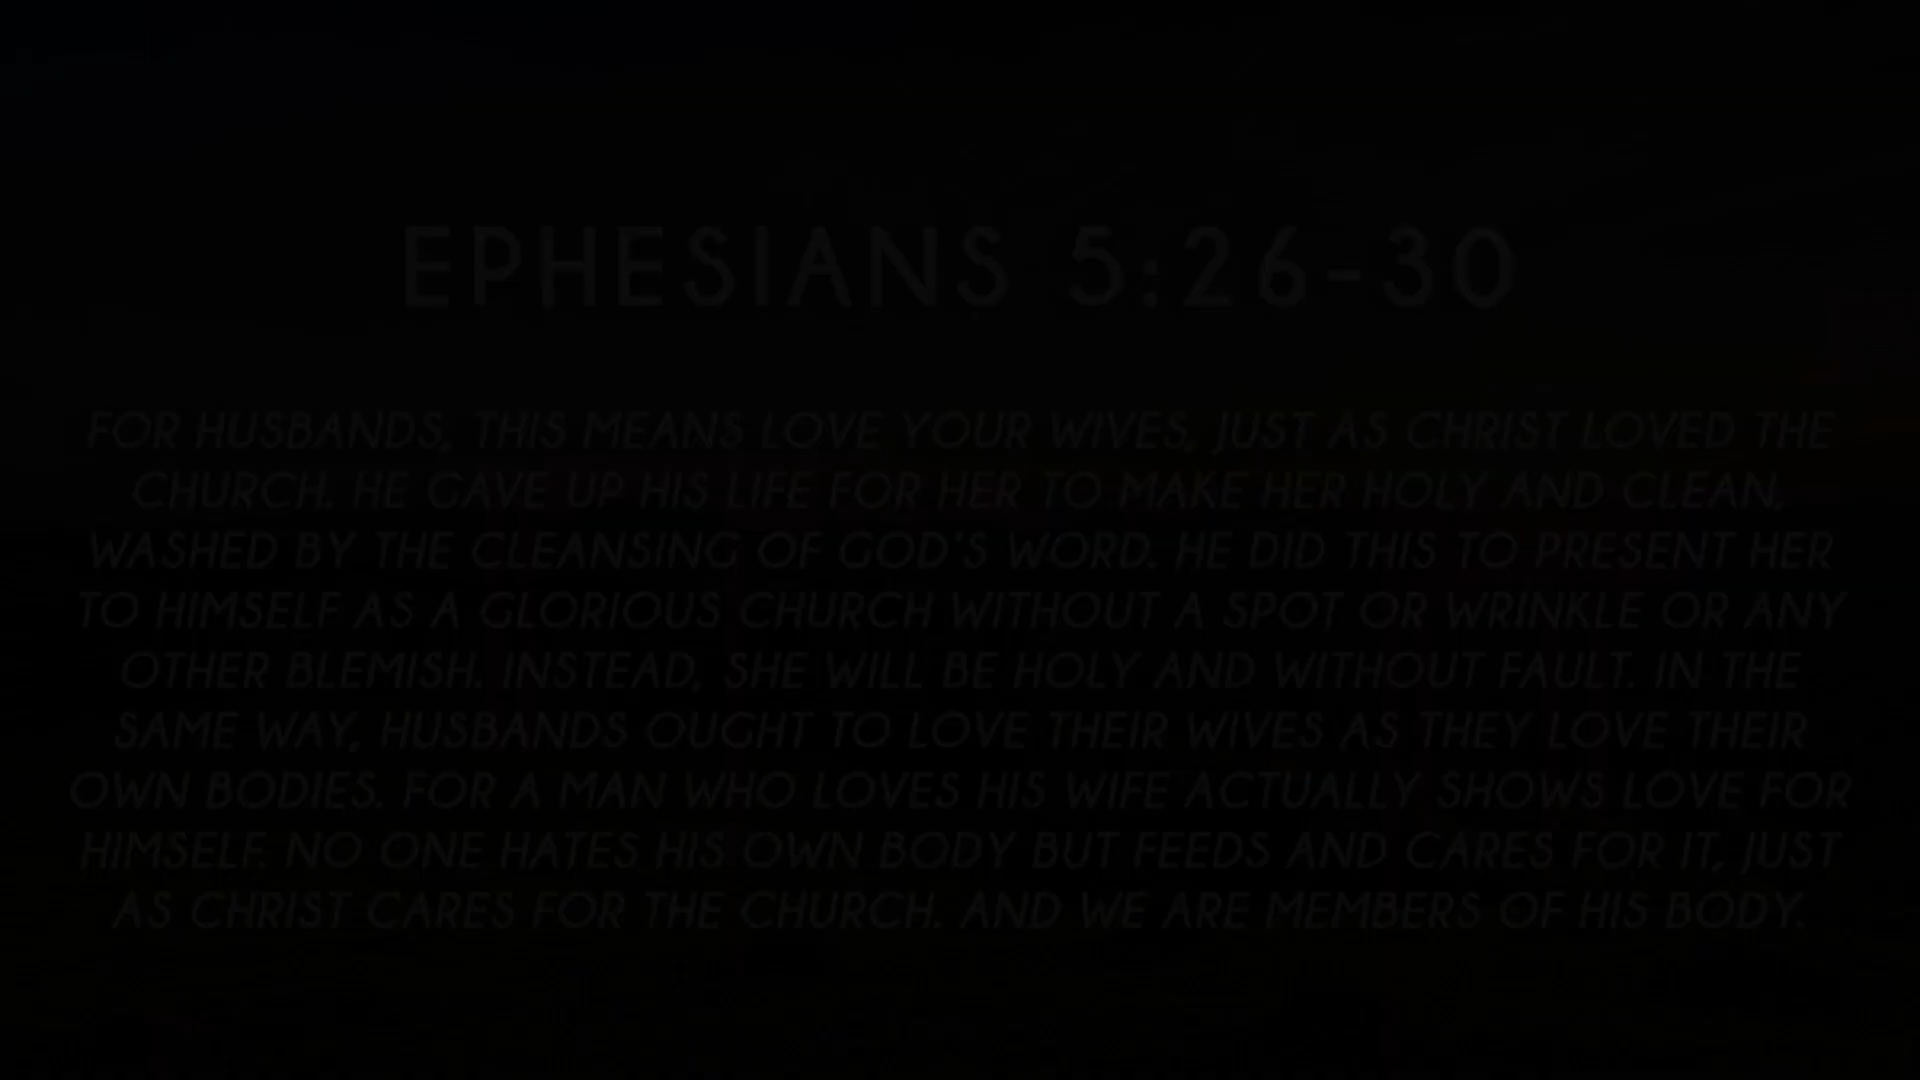 EPHESIANS 5:26-30
FOR HUSBANDS, THIS MEANS LOVE YOUR WIVES, JUST AS CHRIST LOVED THE
CHURCH. HE GAVE UP HIS LIFE FOR HER TO MAKE HER HOLY AND CLEAN,
WASHED BY THE CLEANSING OF GOD'S WORD. HE DID THIS TO PRESENT HER
TO HIMSELF AS A GLORIOUS CHURCH WITHOUT A SPOT OR WRINKLE OR ANY
OTHER BLEMISH. INSTEAD, SHE WILL BE HOLY AND WITHOUT FAULT. IN THE
SAME WAY, HUSBANDS OUGHT TO LOVE THEIR WIVES AS THEY LOVE THEIR
OWN BODIES. FOR A MAN WHO LOVES HIS WIFE ACTUALLY SHOWS LOVE FOR
HIMSELF. NO ONE HATES HIS OWN BODY BUT FEEDS AND CARES FOR IT, JUST
AS CHRIST CARES FOR THE CHURCH. AND WE ARE MEMBERS OF HIS BODY.